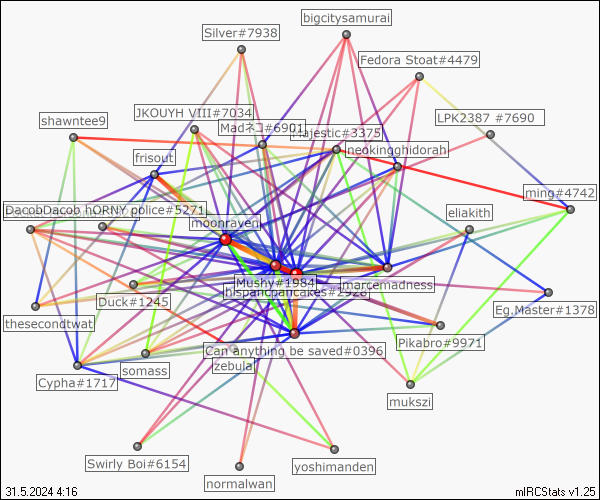 bigcitysamurai
Silver#7938
Fedora Stoat#4479
JKOUYH VIII#7034
LPK2387 #7690
shawntee9
Madネコ#6901
Majestic#3375
neokingghidorah
frisout
ming#4742
DacobDacob hORNY police#5271
eliakith
moonraven
Mushy#1984
marcemadness
hispanicpancakes#2928
Duck#1245
Eg.Master#1378
thesecondtwat
Pikabro#9971
Can anything be saved#0396
zebula
somass
Cypha#1717
mukszi
Swirly Boi#6154
yoshimanden
normalwan
31.5.2024 4:16
mIRCStats v1.25